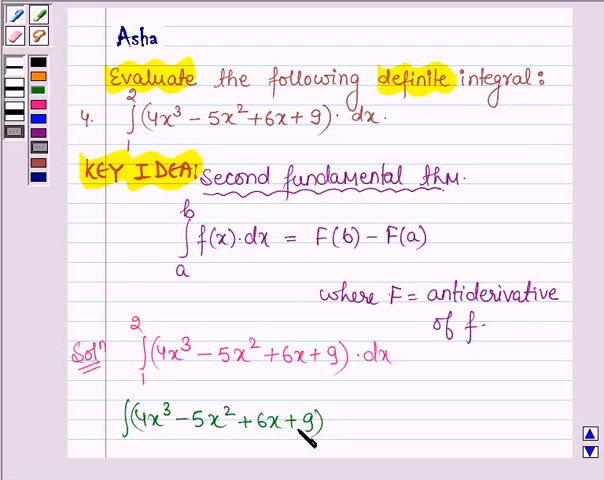 Asha
Evaluate the following definite integral:
4. ∫₁² (4x³ − 5x² + 6x + 9)· dx.
KEY IDEA: Second fundamental thm.
∫ₐᵇ f(x)·dx = F(b) − F(a)
where F = antiderivative
of f.
Solⁿ ∫₁² (4x³ − 5x² + 6x + 9)·dx
∫(4x³ − 5x² + 6x + 9)